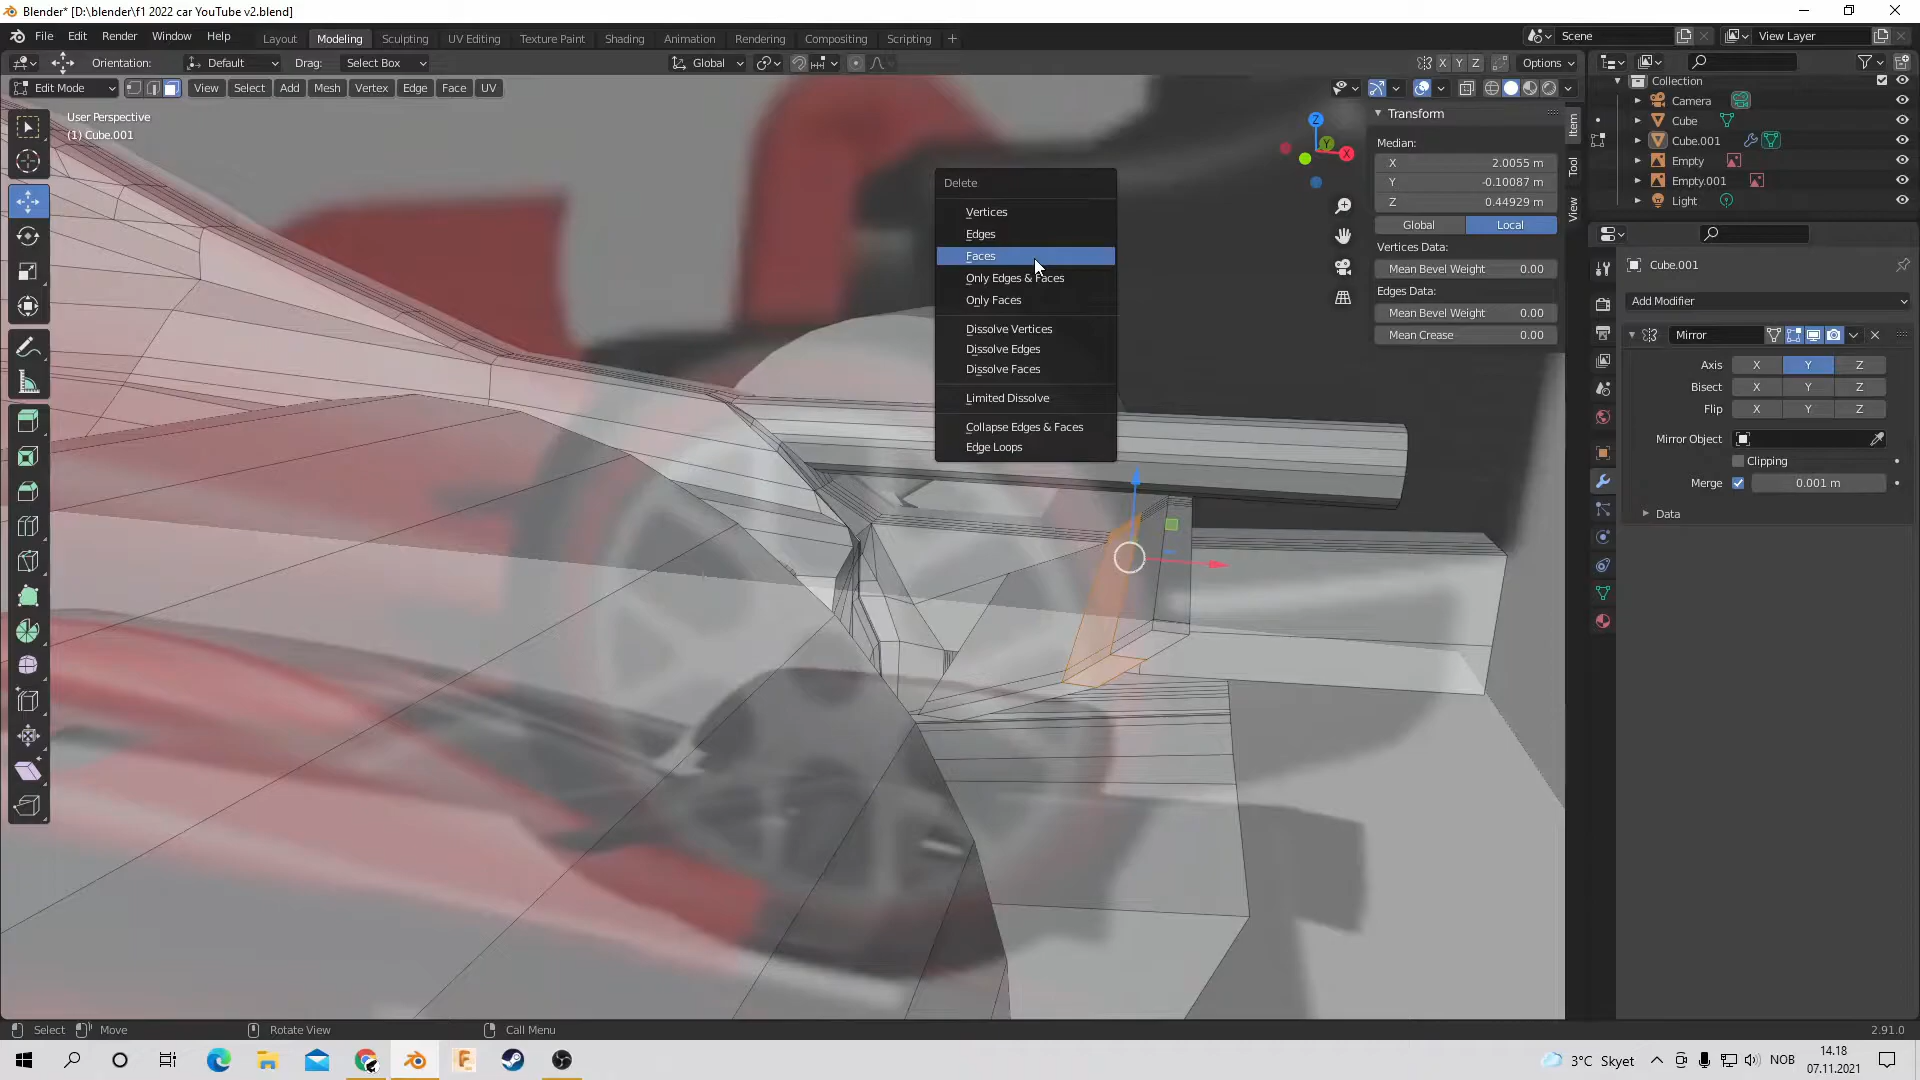 Blender* [D:\blender\f1 2022 car YouTube v2.blend]
File Edit Render Window Help Layout Modeling Sculpting UV Editing Texture Paint Shading Animation Rendering Compositing Scripting + Scene View Layer
Orientation: Default Drag: Select Box Global X Y Z Options
Edit Mode View Select Add Mesh Vertex Edge Face UV
User Perspective
(1) Cube.001
Z
Y
X
Delete
Vertices
Edges
Faces
Only Edges & Faces
Only Faces
Dissolve Vertices
Dissolve Edges
Dissolve Faces
Limited Dissolve
Collapse Edges & Faces
Edge Loops
Transform
Median:
X 2.0055 m
Y -0.10087 m
Z 0.44929 m
Global Local
Vertices Data:
Mean Bevel Weight 0.00
Edges Data:
Mean Bevel Weight 0.00
Mean Crease 0.00
Item
Tool
View
Collection
Camera
Cube
Cube.001
Empty
Empty.001
Light
Cube.001
Add Modifier
Mirror
Axis X Y Z
Bisect X Y Z
Flip X Y Z
Mirror Object
Clipping
Merge 0.001 m
Data
Select Move Rotate View Call Menu 2.91.0
3°C Skyet NOB 14.18
07.11.2021